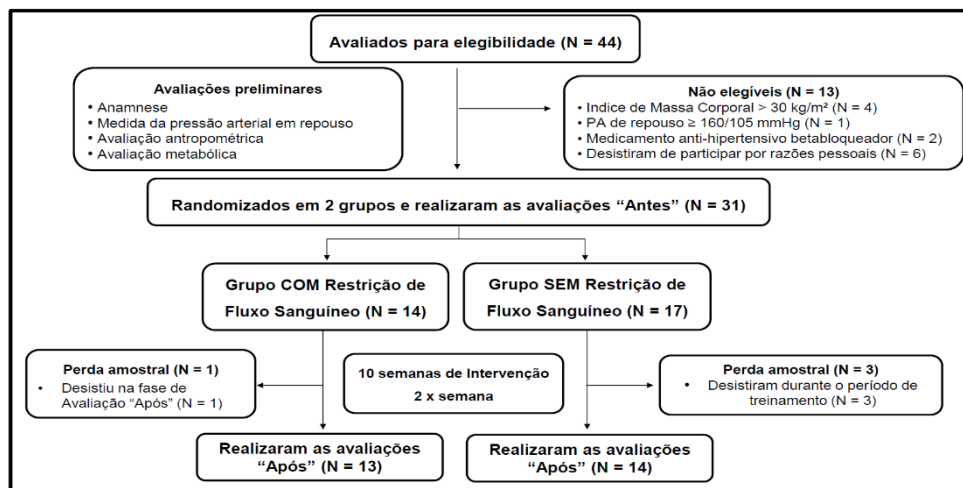 Avaliados para elegibilidade (N = 44)
Avaliações preliminares
• Anamnese
• Medida da pressão arterial em repouso
• Avaliação antropométrica
• Avaliação metabólica
Não elegíveis (N = 13)
• Indice de Massa Corporal > 30 kg/m² (N = 4)
• PA de repouso ≥ 160/105 mmHg (N = 1)
• Medicamento anti-hipertensivo betabloqueador (N = 2)
• Desistiram de participar por razões pessoais (N = 6)
Randomizados em 2 grupos e realizaram as avaliações “Antes” (N = 31)
Grupo COM Restrição de
Fluxo Sanguíneo (N = 14)
Grupo SEM Restrição de
Fluxo Sanguíneo (N = 17)
Perda amostral (N = 1)
• Desistiu na fase de
Avaliação “Após” (N = 1)
10 semanas de Intervenção
2 x semana
Perda amostral (N = 3)
• Desistiram durante o período de
treinamento (N = 3)
Realizaram as avaliações
“Após” (N = 13)
Realizaram as avaliações
“Após” (N = 14)